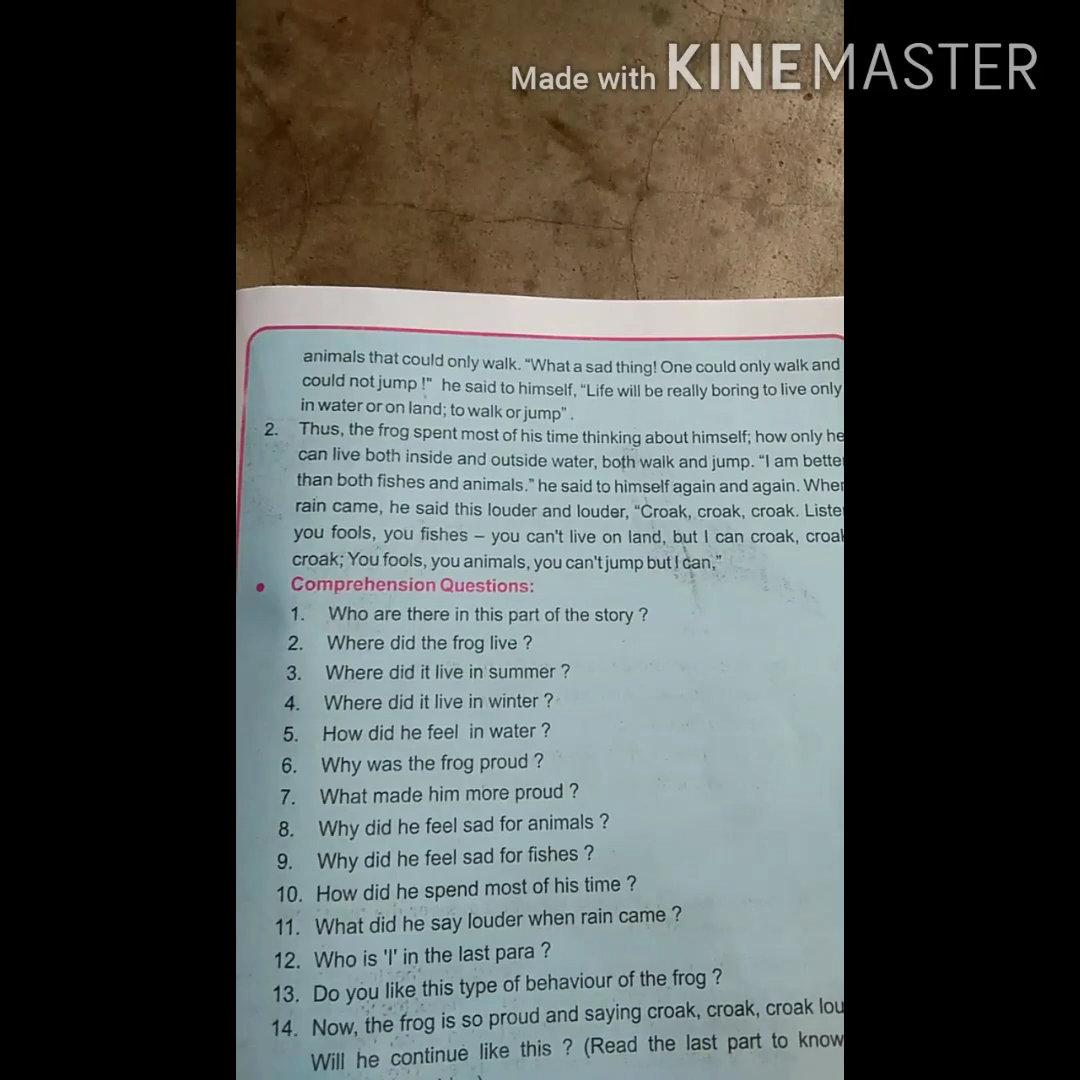 Made with KINEMASTER
animals that could only walk. “What a sad thing! One could only walk and
could not jump !” he said to himself, “Life will be really boring to live only
in water or on land; to walk or jump” .
2. Thus, the frog spent most of his time thinking about himself; how only he
can live both inside and outside water, both walk and jump. “I am bette
than both fishes and animals.” he said to himself again and again. Whe
rain came, he said this louder and louder, “Croak, croak, croak. Liste
you fools, you fishes – you can't live on land, but I can croak, croa
croak; You fools, you animals, you can't jump but I can,”
• Comprehension Questions:
1. Who are there in this part of the story ?
2. Where did the frog live ?
3. Where did it live in summer ?
4. Where did it live in winter ?
5. How did he feel in water ?
6. Why was the frog proud ?
7. What made him more proud ?
8. Why did he feel sad for animals ?
9. Why did he feel sad for fishes ?
10. How did he spend most of his time ?
11. What did he say louder when rain came ?
12. Who is 'I' in the last para ?
13. Do you like this type of behaviour of the frog ?
14. Now, the frog is so proud and saying croak, croak, croak lou
Will he continue like this ? (Read the last part to know